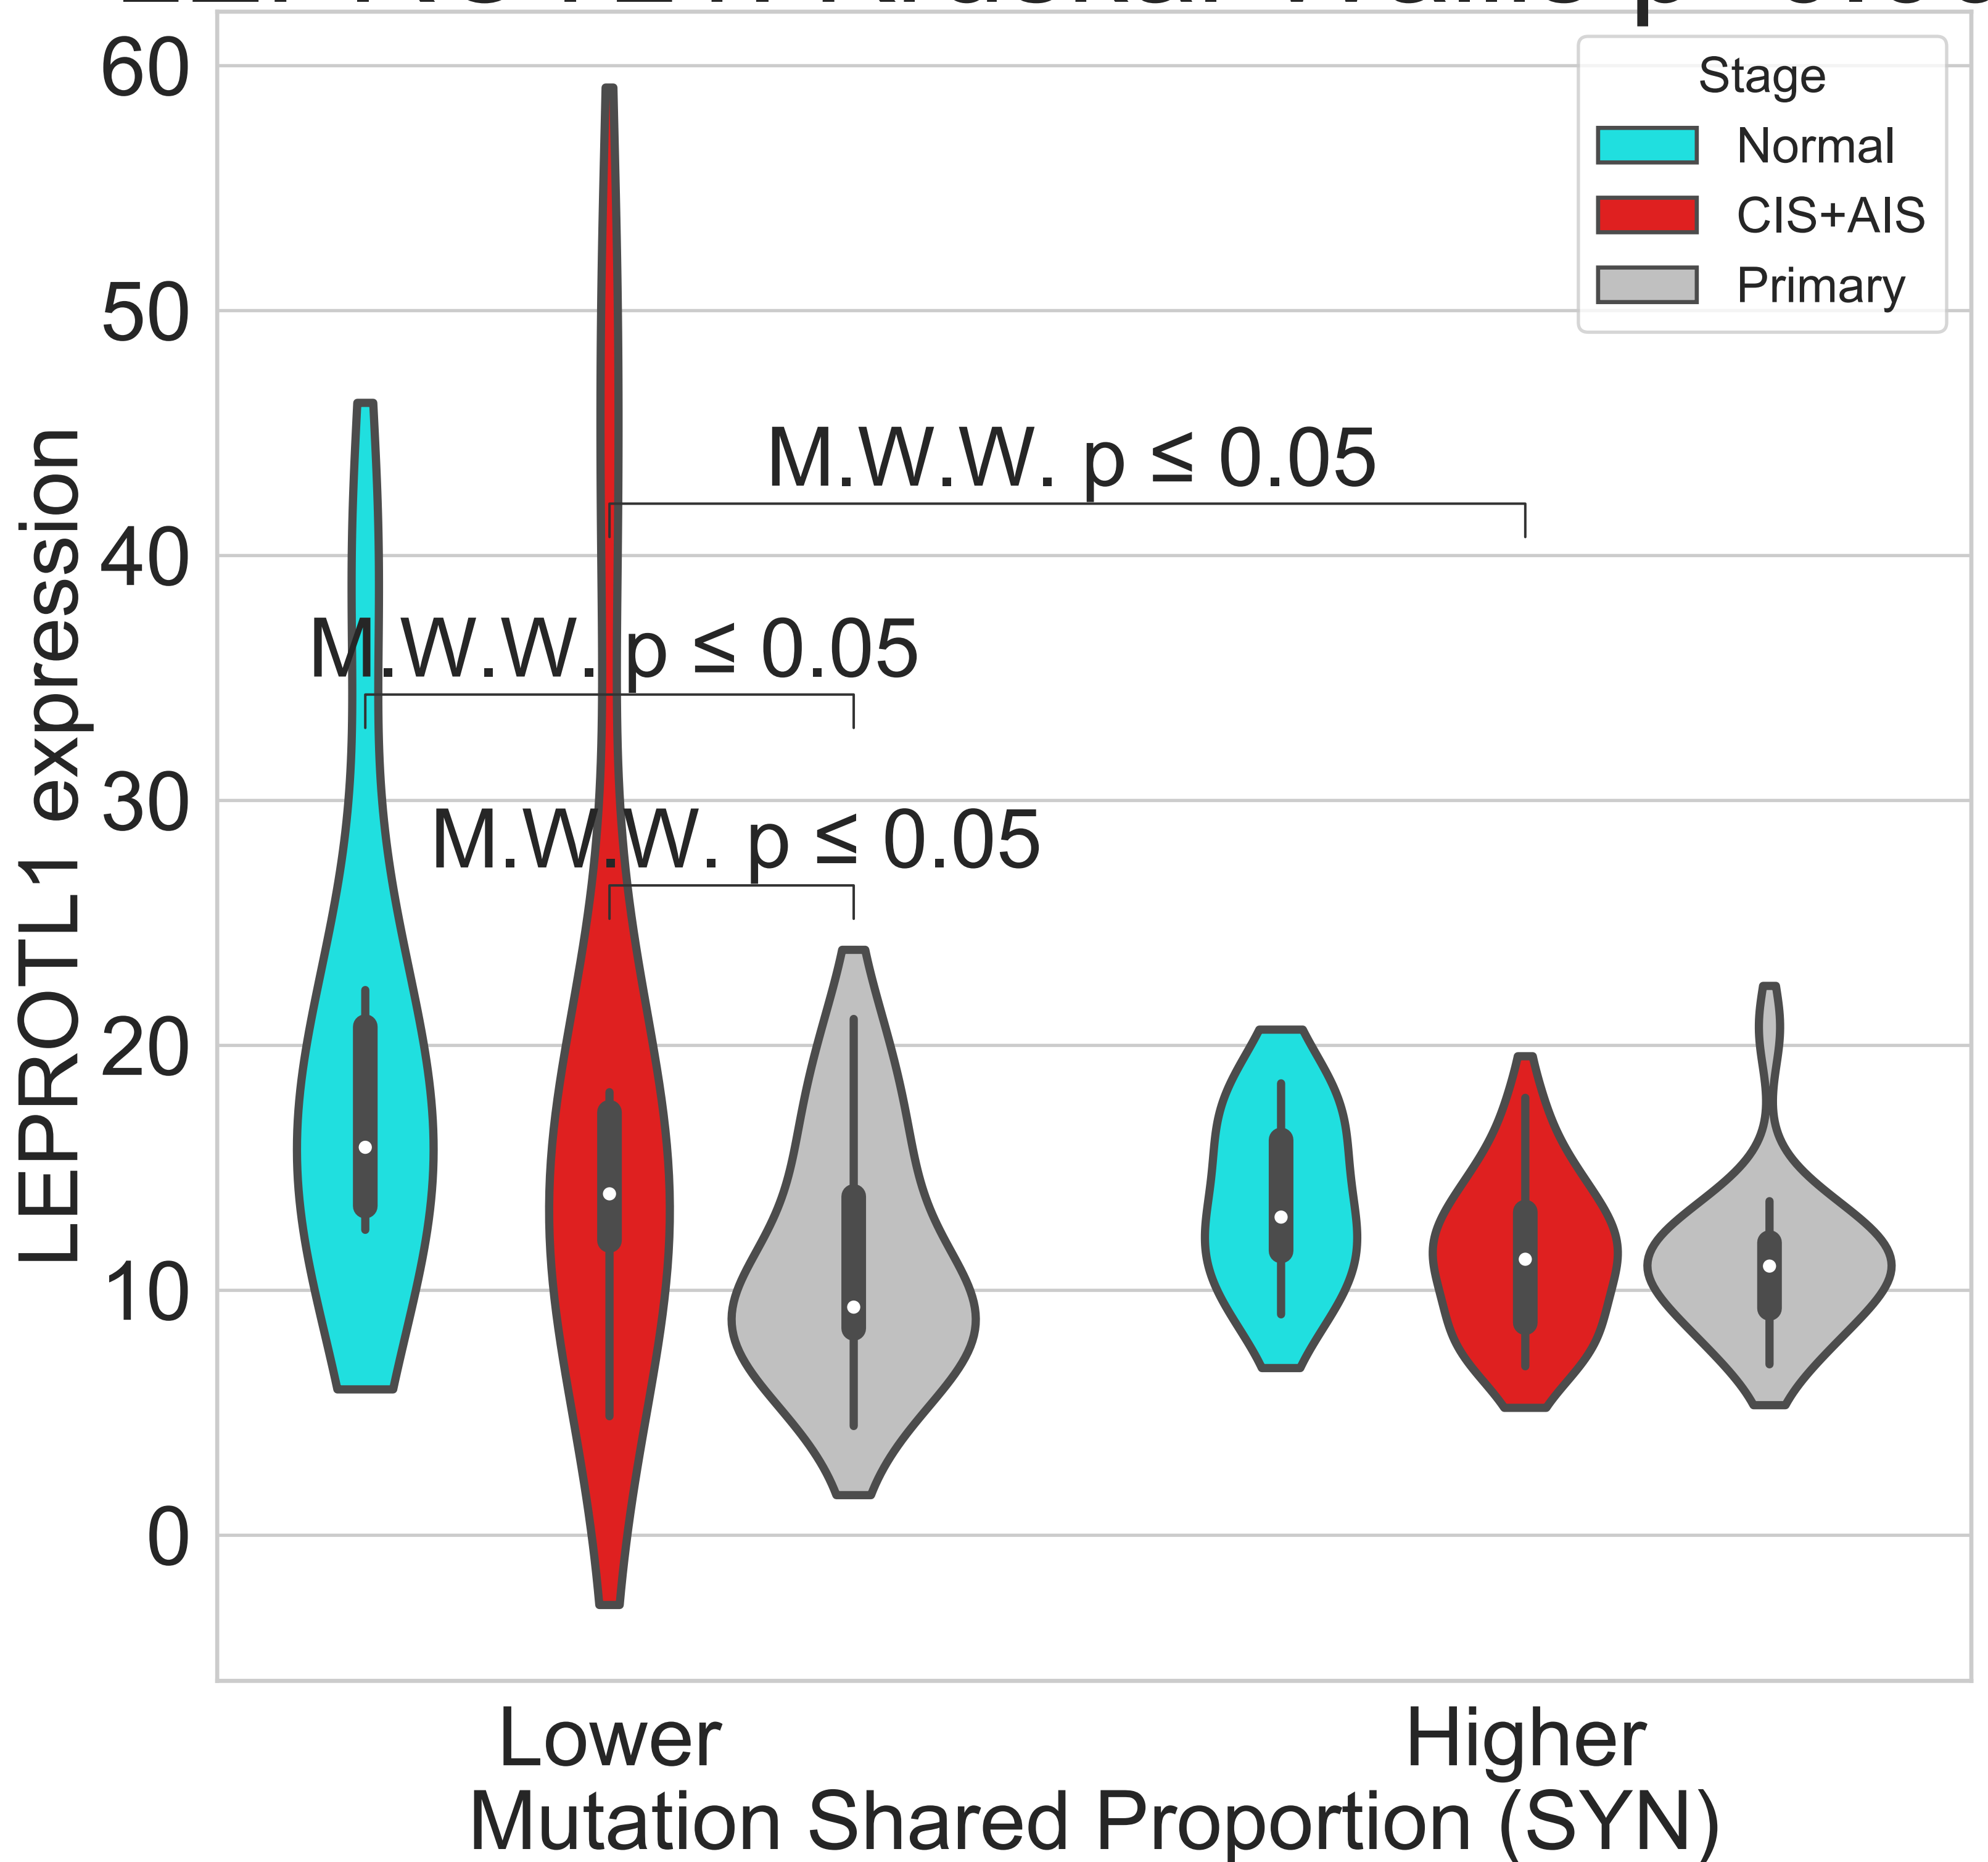 60
50
40
30
20
10
0
LEPROTL1 expression
Stage
Normal
CIS+AIS
Primary
M.W.W. p ≤ 0.05
M.W.W. p ≤ 0.05
M.W.W. p ≤ 0.05
Lower
Higher
Mutation Shared Proportion (SYN)